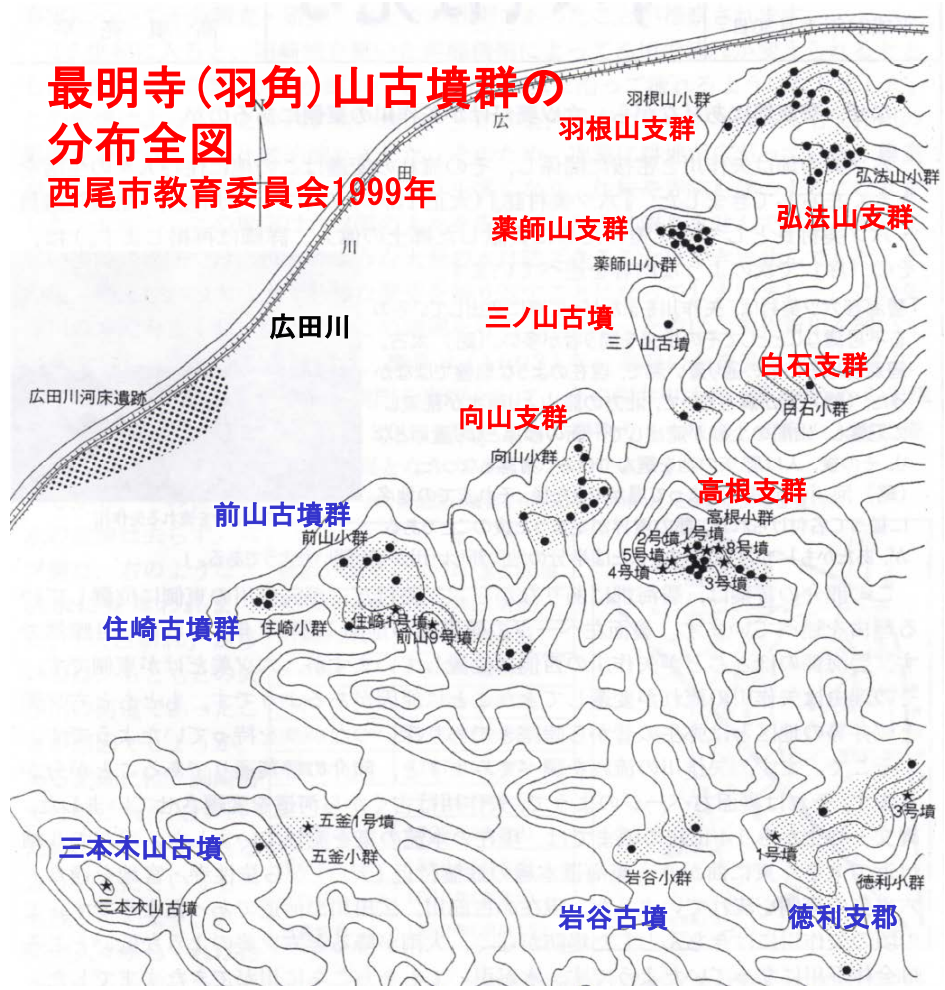 最明寺(羽角)山古墳群の
分布全図
西尾市教育委員会1999年
N
広
田
川
羽根山小群
羽根山支群
弘法山小群
弘法山支群
薬師山支群
薬師山小群
三ノ山古墳
三ノ山古墳
広田川
白石支群
白石小群
広田川河床遺跡
向山支群
向山小群
高根支群
高根小群
前山古墳群
前山小群
2号墳
1号墳
5号墳
8号墳
4号墳
3号墳
住崎古墳群
住崎小群
住崎1号墳
前山9号墳
五釜1号墳
五釜小群
三本木山古墳
三本木山古墳
岩谷小群
岩谷古墳
1号墳
3号墳
徳利小群
徳利支郡